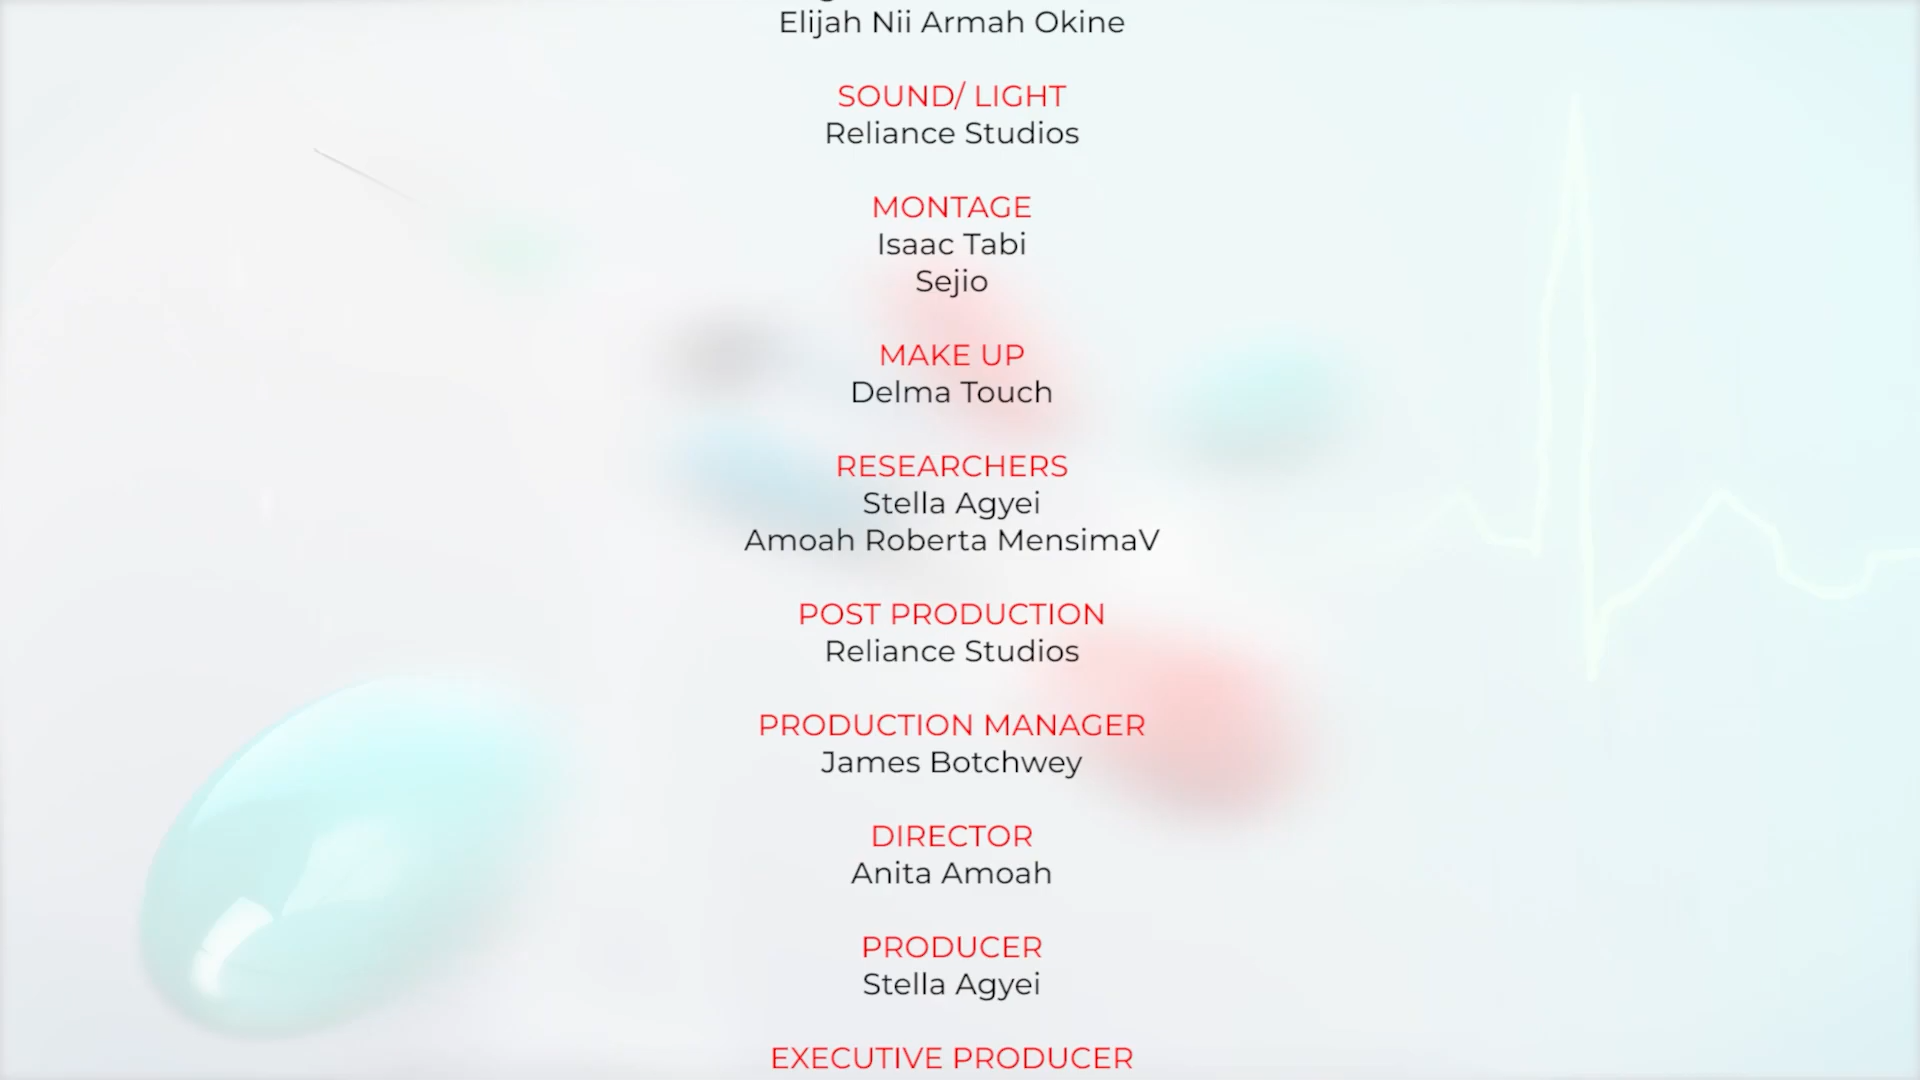 Elijah Nii Armah Okine
SOUND/ LIGHT
Reliance Studios
MONTAGE
Isaac Tabi
Sejio
MAKE UP
Delma Touch
RESEARCHERS
Stella Agyei
Amoah Roberta MensimaV
POST PRODUCTION
Reliance Studios
PRODUCTION MANAGER
James Botchwey
DIRECTOR
Anita Amoah
PRODUCER
Stella Agyei
EXECUTIVE PRODUCER